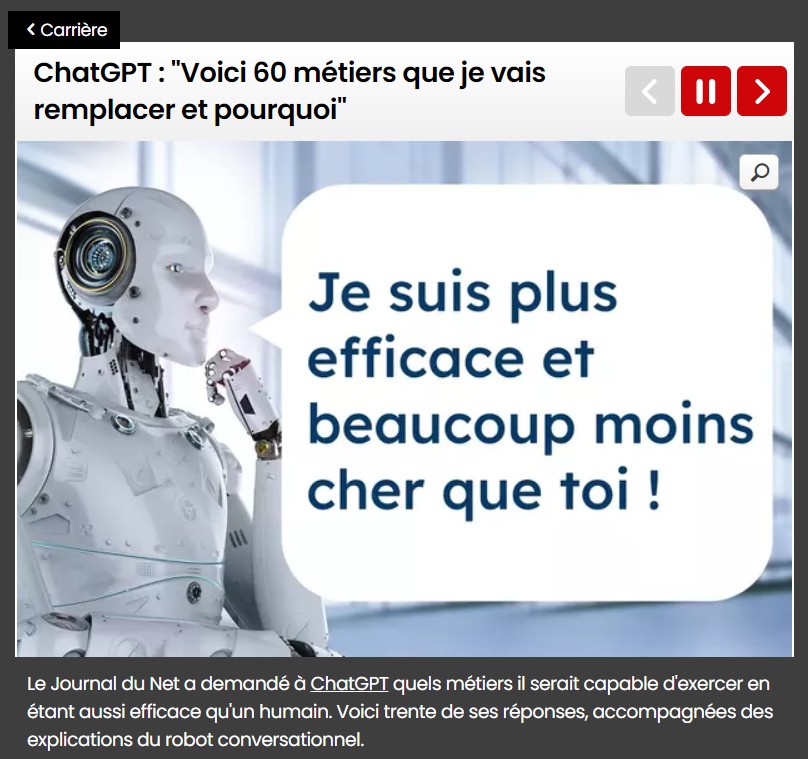 Carrière
ChatGPT : "Voici 60 métiers que je vais
remplacer et pourquoi"
Je suis plus
efficace et
beaucoup moins
cher que toi !
Le Journal du Net a demandé à ChatGPT quels métiers il serait capable d'exercer en
étant aussi efficace qu'un humain. Voici trente de ses réponses, accompagnées des
explications du robot conversationnel.